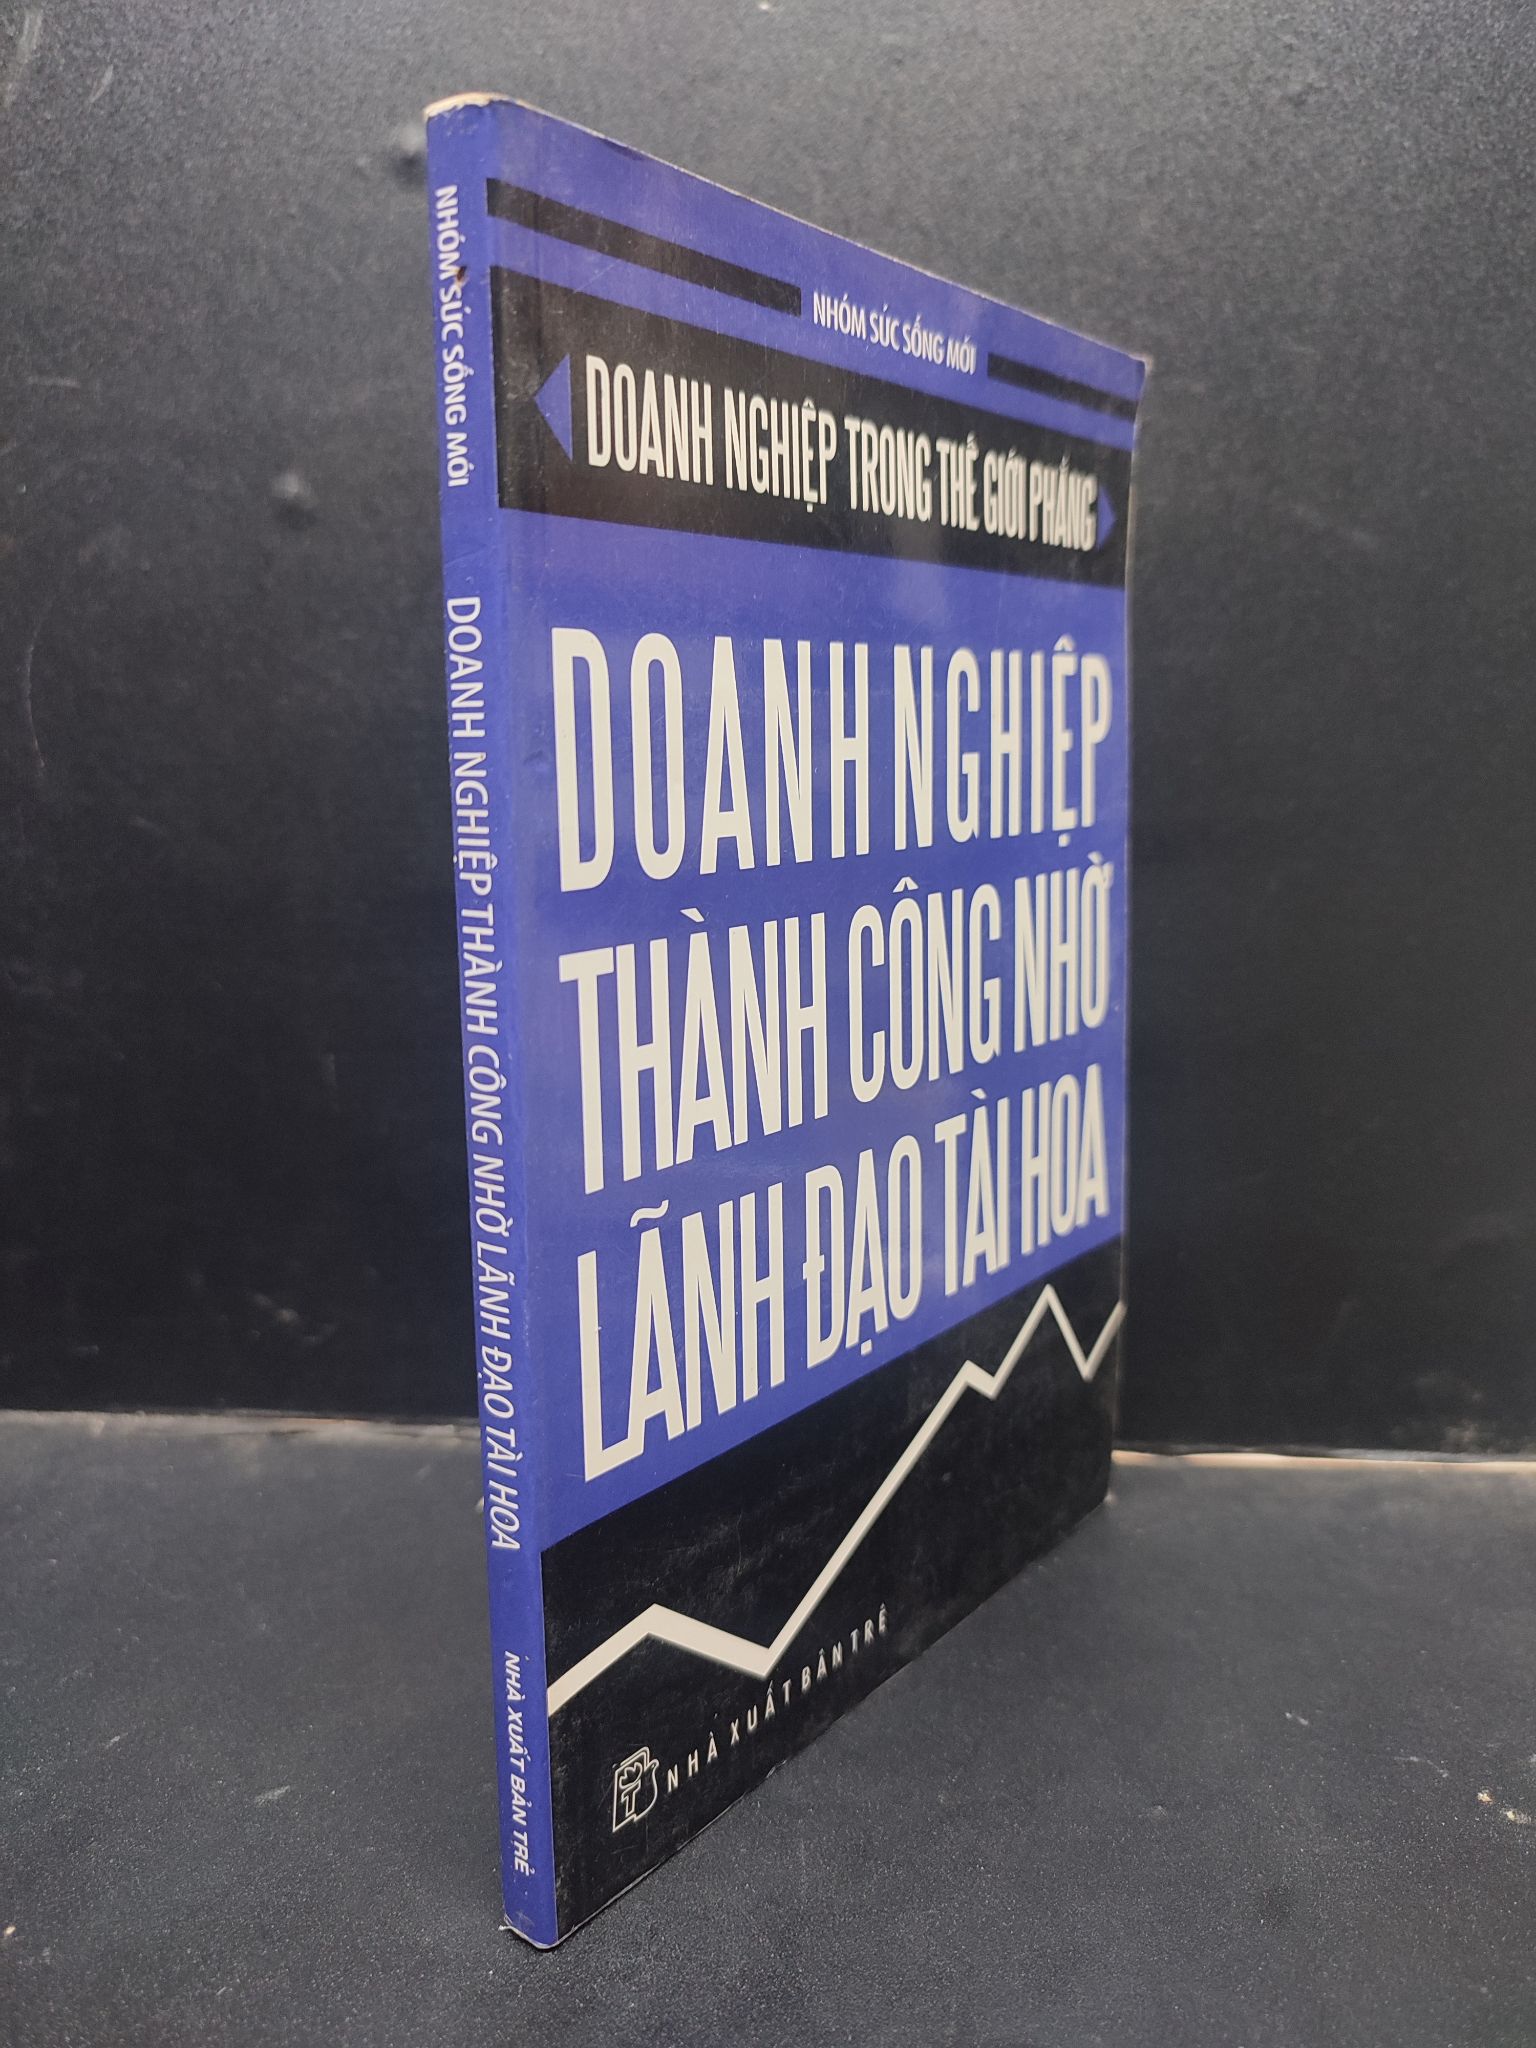 NHÓM SỨC SỐNG MỚI
DOANH NGHIỆP THÀNH CÔNG NHỜ LÃNH ĐẠO TÀI HOA
NHÀ XUẤT BẢN TRẺ
NHÓM SỨC SỐNG MỚI
DOANH NGHIỆP TRONG THẾ GIỚI PHẲNG
DOANH NGHIỆP
THÀNH CÔNG NHỜ
LÃNH ĐẠO TÀI HOA
NHÀ XUẤT BẢN TRẺ